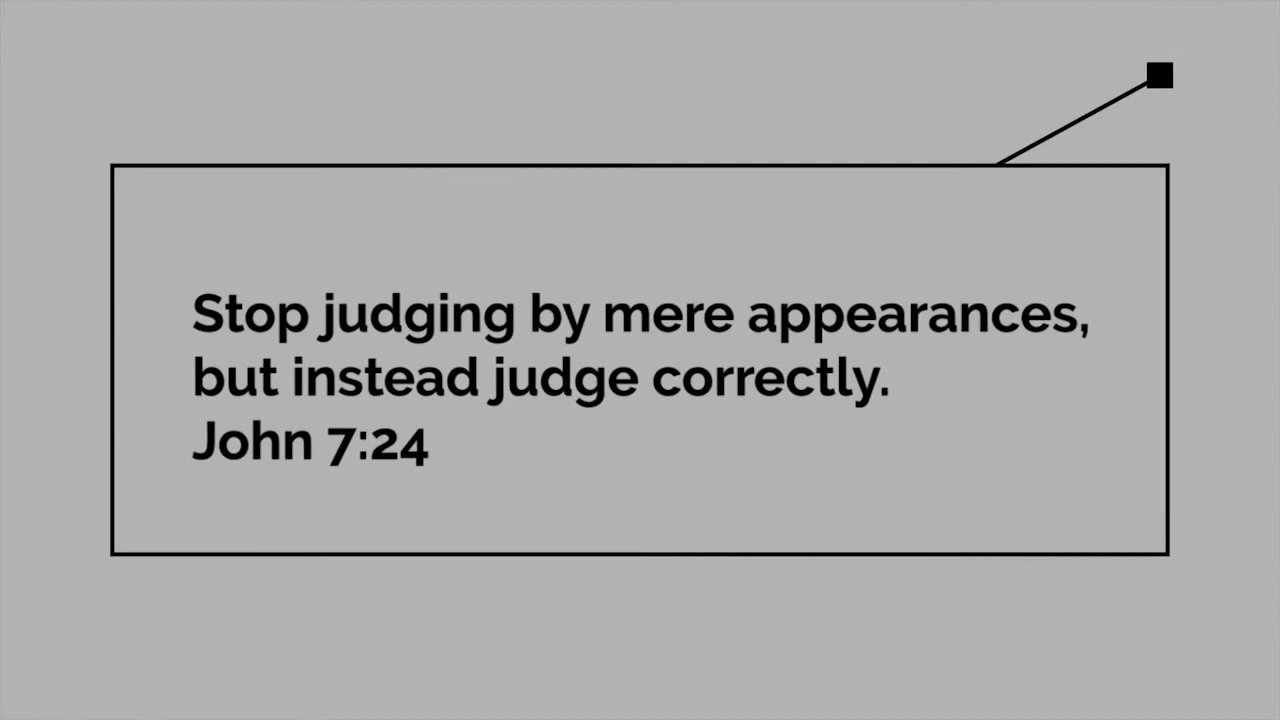 Stop judging by mere appearances,
but instead judge correctly.
John 7:24